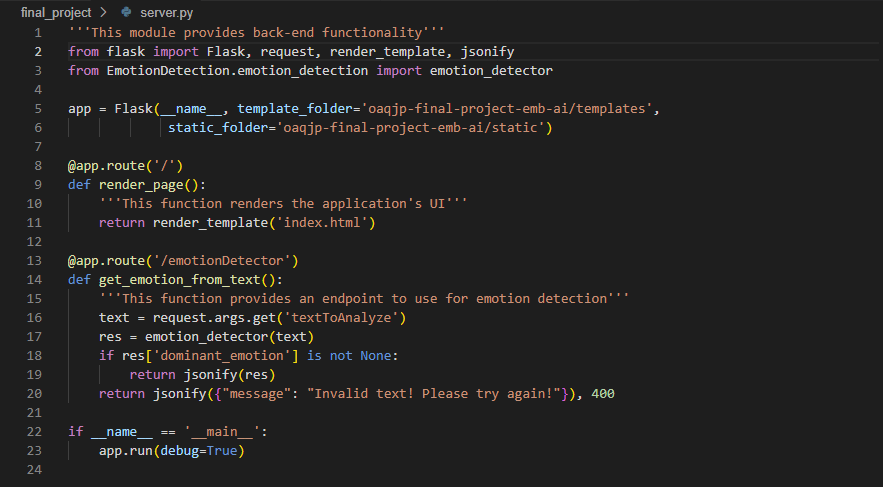 final_project > server.py
1 '''This module provides back-end functionality'''
2 from flask import Flask, request, render_template, jsonify
3 from EmotionDetection.emotion_detection import emotion_detector
4
5 app = Flask(__name__, template_folder='oaqjp-final-project-emb-ai/templates',
6             static_folder='oaqjp-final-project-emb-ai/static')
7
8 @app.route('/')
9 def render_page():
10     '''This function renders the application's UI'''
11     return render_template('index.html')
12
13 @app.route('/emotionDetector')
14 def get_emotion_from_text():
15     '''This function provides an endpoint to use for emotion detection'''
16     text = request.args.get('textToAnalyze')
17     res = emotion_detector(text)
18     if res['dominant_emotion'] is not None:
19         return jsonify(res)
20     return jsonify({"message": "Invalid text! Please try again!"}), 400
21
22 if __name__ == '__main__':
23     app.run(debug=True)
24